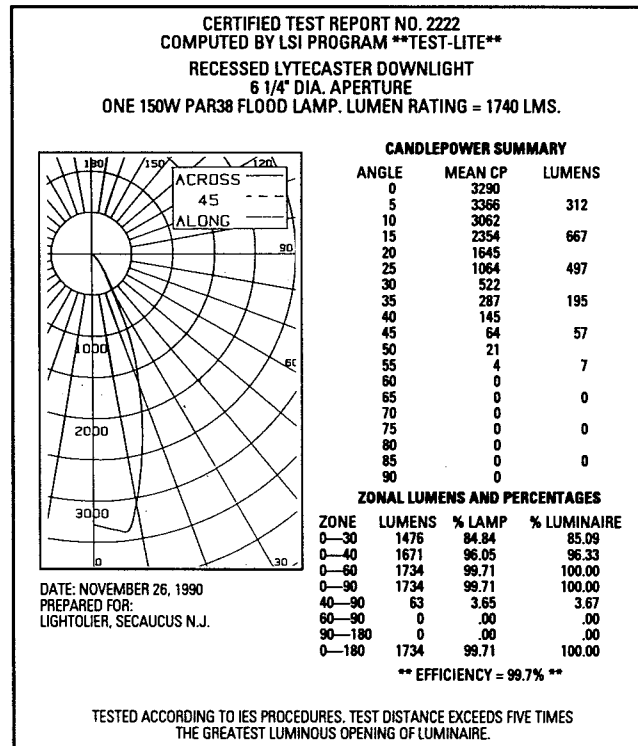 CERTIFIED TEST REPORT NO. 2222
COMPUTED BY LSI PROGRAM **TEST-LITE**
RECESSED LYTECASTER DOWNLIGHT
6 1/4" DIA. APERTURE
ONE 150W PAR38 FLOOD LAMP. LUMEN RATING = 1740 LMS.
180 150 120
ACROSS
45
ALONG
90
1000
60
2000
3000
0 30
DATE: NOVEMBER 26, 1990
PREPARED FOR:
LIGHTOLIER, SECAUCUS N.J.
CANDLEPOWER SUMMARY
ANGLE MEAN CP LUMENS
0 3290
5 3366 312
10 3062
15 2354 667
20 1645
25 1064 497
30 522
35 287 195
40 145
45 64 57
50 21
55 4 7
60 0
65 0 0
70 0
75 0 0
80 0
85 0 0
90 0
ZONAL LUMENS AND PERCENTAGES
ZONE LUMENS % LAMP % LUMINAIRE
0—30 1476 84.84 85.09
0—40 1671 96.05 96.33
0—60 1734 99.71 100.00
0—90 1734 99.71 100.00
40—90 63 3.65 3.67
60—90 0 .00 .00
90—180 0 .00 .00
0—180 1734 99.71 100.00
** EFFICIENCY = 99.7% **
TESTED ACCORDING TO IES PROCEDURES. TEST DISTANCE EXCEEDS FIVE TIMES
THE GREATEST LUMINOUS OPENING OF LUMINAIRE.